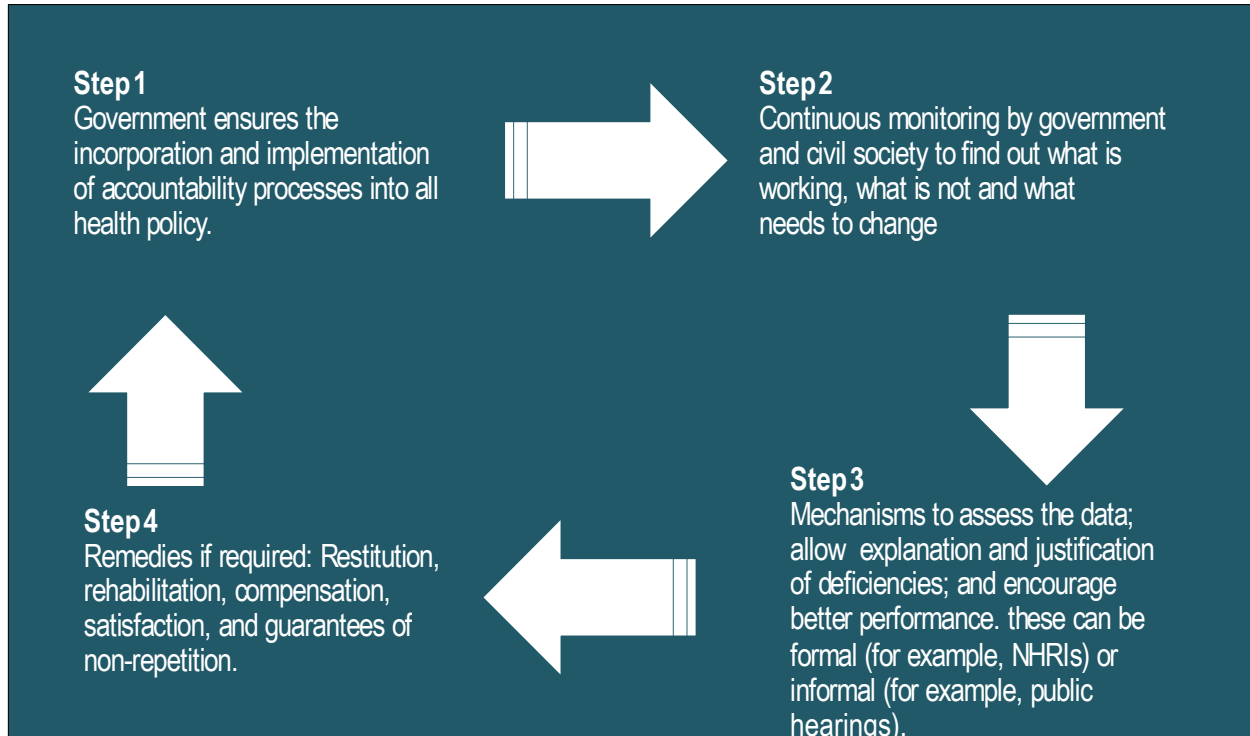 Step 1
Government ensures the
incorporation and implementation
of accountability processes into all
health policy.
Step 2
Continuous monitoring by government
and civil society to find out what is
working, what is not and what
needs to change
Step 3
Mechanisms to assess the data;
allow explanation and justification
of deficiencies; and encourage
better performance. these can be
formal (for example, NHRIs) or
informal (for example, public
hearings).
Step 4
Remedies if required: Restitution,
rehabilitation, compensation,
satisfaction, and guarantees of
non-repetition.